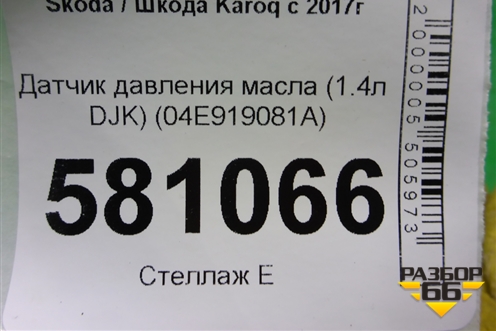 Skoda / Шкода Karoq с 2017г
Датчик давления масла (1.4л
DJK) (04E919081A)
581066
Стеллаж Е
2000005505973
РАЗБОР
66